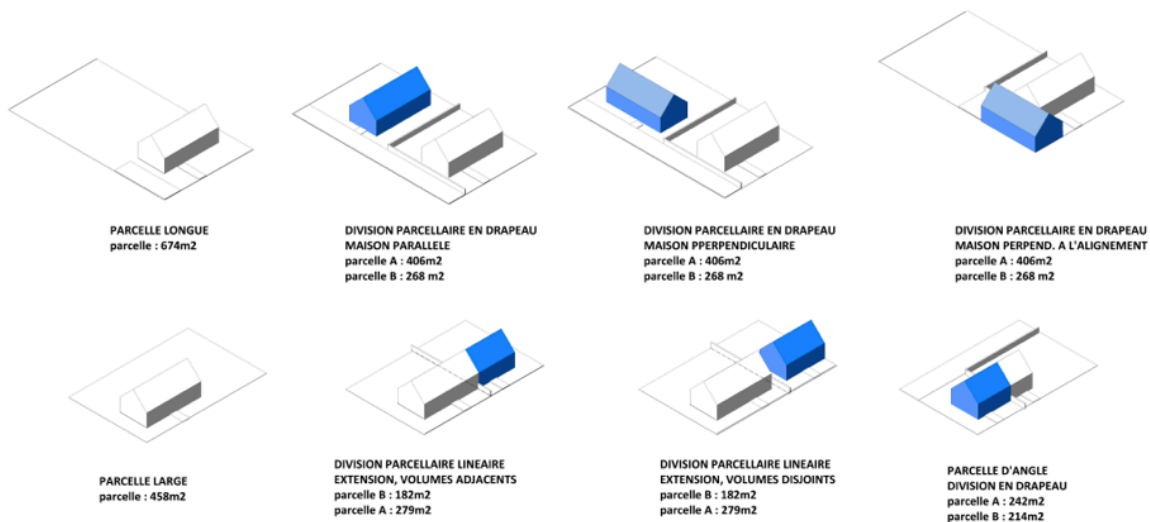 PARCELLE LONGUE
parcelle : 674m2
DIVISION PARCELLAIRE EN DRAPEAU
MAISON PARALLELE
parcelle A : 406m2
parcelle B : 268 m2
DIVISION PARCELLAIRE EN DRAPEAU
MAISON PPERPENDICULAIRE
parcelle A : 406m2
parcelle B : 268 m2
DIVISION PARCELLAIRE EN DRAPEAU
MAISON PERPEND. A L'ALIGNEMENT
parcelle A : 406m2
parcelle B : 268 m2
PARCELLE LARGE
parcelle : 458m2
DIVISION PARCELLAIRE LINEAIRE
EXTENSION, VOLUMES ADJACENTS
parcelle B : 182m2
parcelle A : 279m2
DIVISION PARCELLAIRE LINEAIRE
EXTENSION, VOLUMES DISJOINTS
parcelle B : 182m2
parcelle A : 279m2
PARCELLE D'ANGLE
DIVISION EN DRAPEAU
parcelle A : 242m2
parcelle B : 214m2